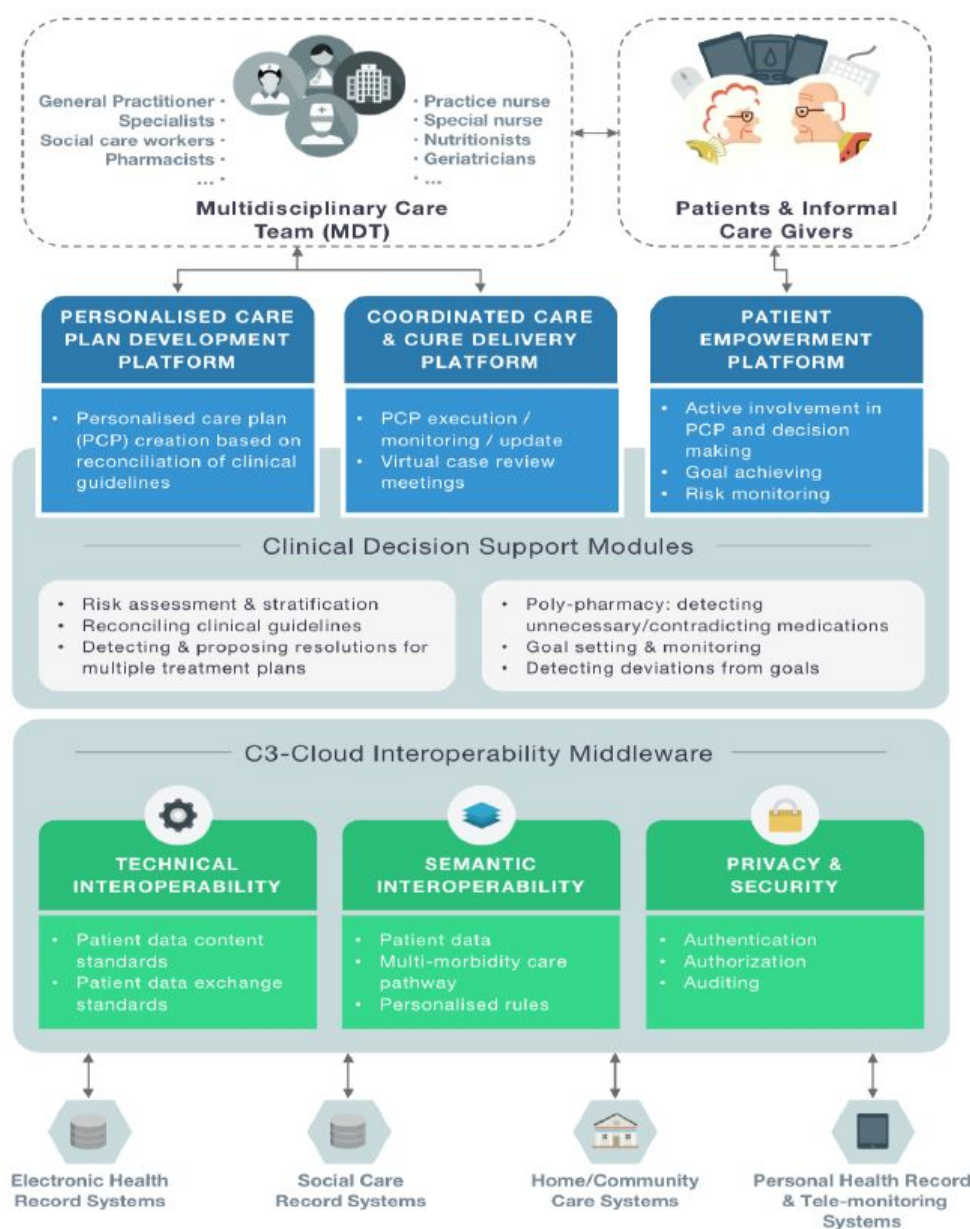 General Practitioner •
Specialists •
Social care workers •
Pharmacists •
... •
• Practice nurse
• Special nurse
• Nutritionists
• Geriatricians
• ...
Multidisciplinary Care
Team (MDT)
Patients & Informal
Care Givers
PERSONALISED CARE
PLAN DEVELOPMENT
PLATFORM
• Personalised care plan
(PCP) creation based on
reconciliation of clinical
guidelines
COORDINATED CARE
& CURE DELIVERY
PLATFORM
• PCP execution /
monitoring / update
• Virtual case review
meetings
PATIENT
EMPOWERMENT
PLATFORM
• Active involvement in
PCP and decision
making
• Goal achieving
• Risk monitoring
Clinical Decision Support Modules
• Risk assessment & stratification
• Reconciling clinical guidelines
• Detecting & proposing resolutions for
multiple treatment plans
• Poly-pharmacy: detecting
unnecessary/contradicting medications
• Goal setting & monitoring
• Detecting deviations from goals
C3-Cloud Interoperability Middleware
TECHNICAL
INTEROPERABILITY
• Patient data content
standards
• Patient data exchange
standards
SEMANTIC
INTEROPERABILITY
• Patient data
• Multi-morbidity care
pathway
• Personalised rules
PRIVACY &
SECURITY
• Authentication
• Authorization
• Auditing
Electronic Health
Record Systems
Social Care
Record Systems
Home/Community
Care Systems
Personal Health Record
& Tele-monitoring
Systems